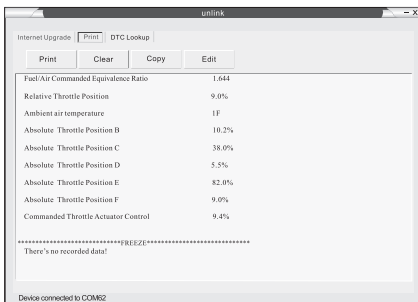 unlink
– X
Internet Upgrade Print DTC Lookup
Print Clear Copy Edit
Fuel/Air Commanded Equivalence Ratio 1.644
Relative Throttle Position 9.0%
Ambient air temperature 1F
Absolute Throttle Position B 10.2%
Absolute Throttle Position C 38.0%
Absolute Throttle Position D 5.5%
Absolute Throttle Position E 82.0%
Absolute Throttle Position F 9.0%
Commanded Throttle Actuator Control 9.4%
*****************************FREEZE*****************************
There's no recorded data!
Device connected to COM62